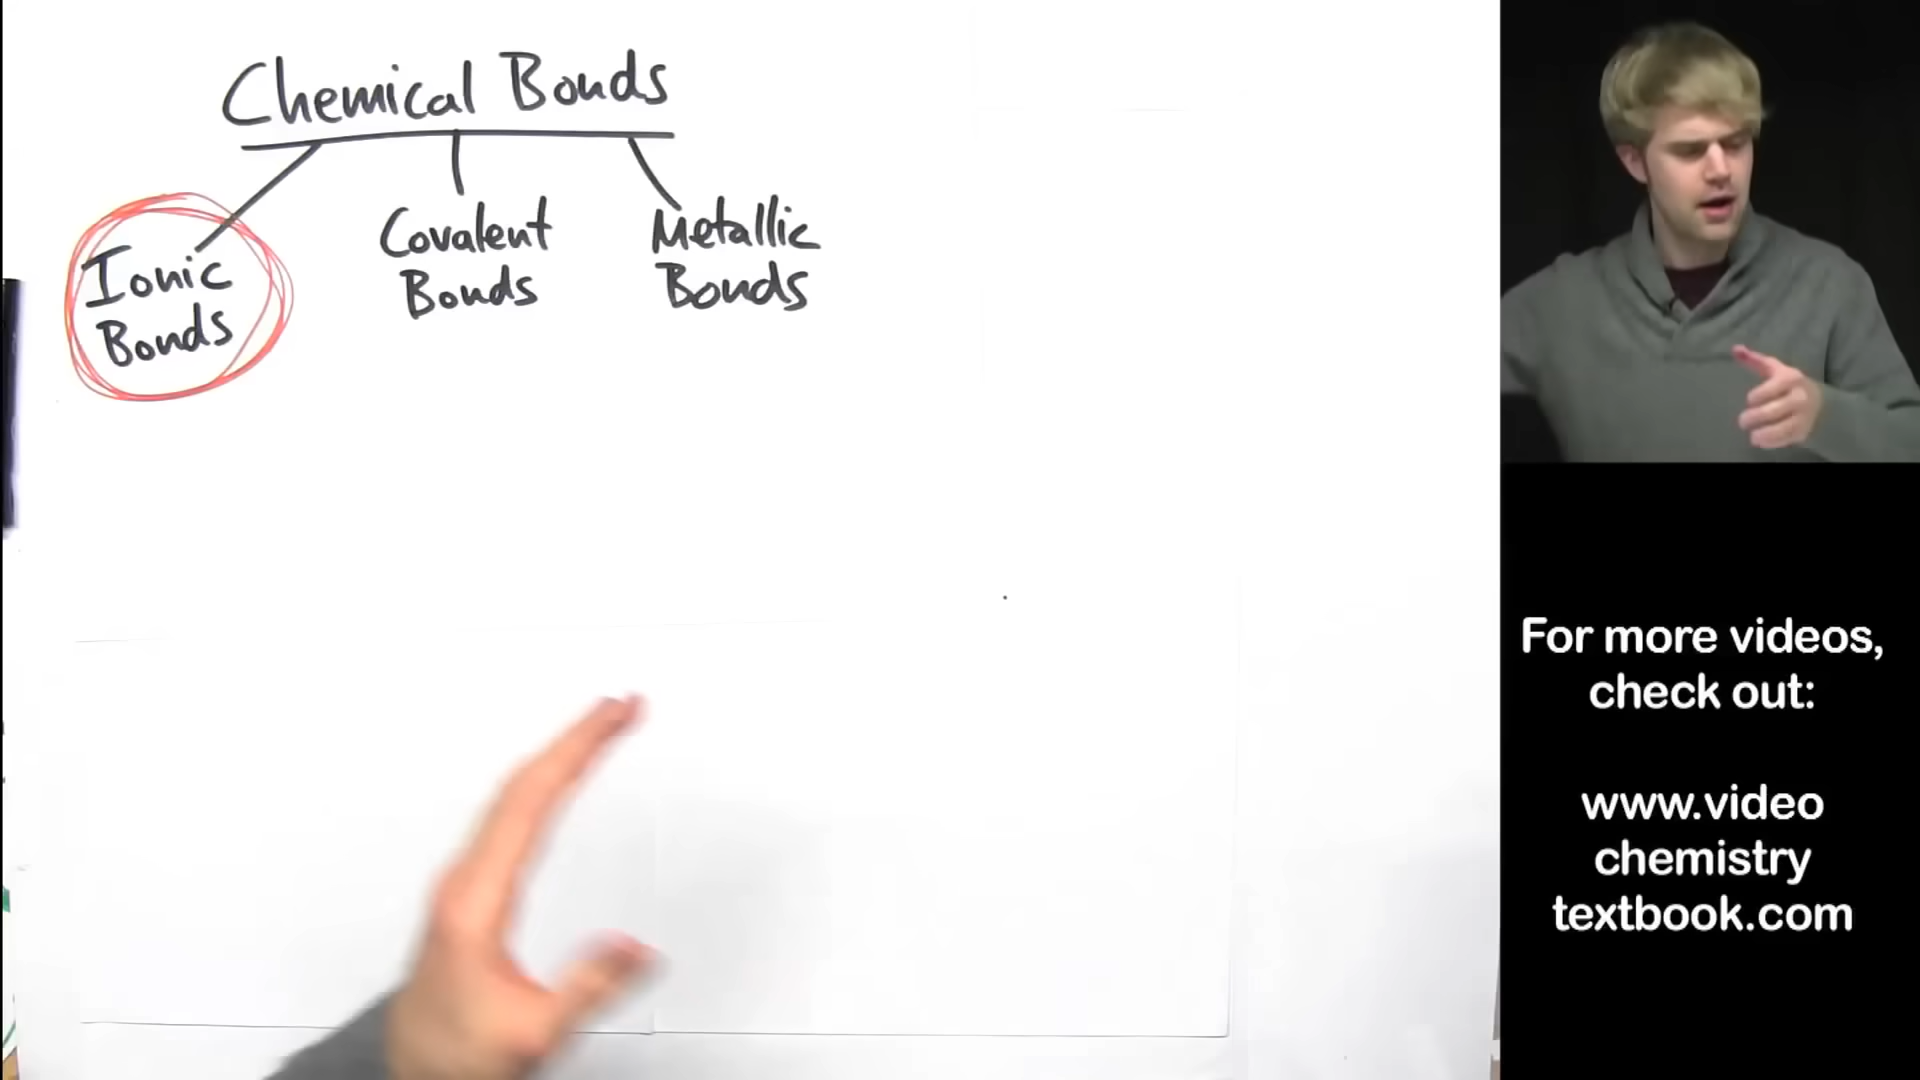 Chemical Bonds
Ionic
Bonds
Covalent
Bonds
Metallic
Bonds
For more videos,
check out:
www.video
chemistry
textbook.com